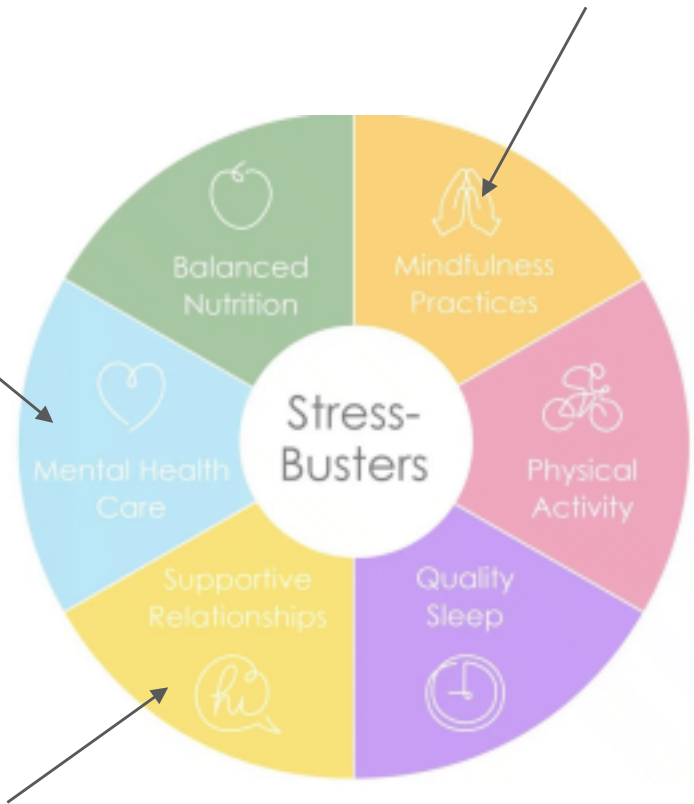 Balanced
Nutrition
Mindfulness
Practices
Stress-
Busters
Mental Health
Care
Physical
Activity
Supportive
Relationships
hi
Quality
Sleep